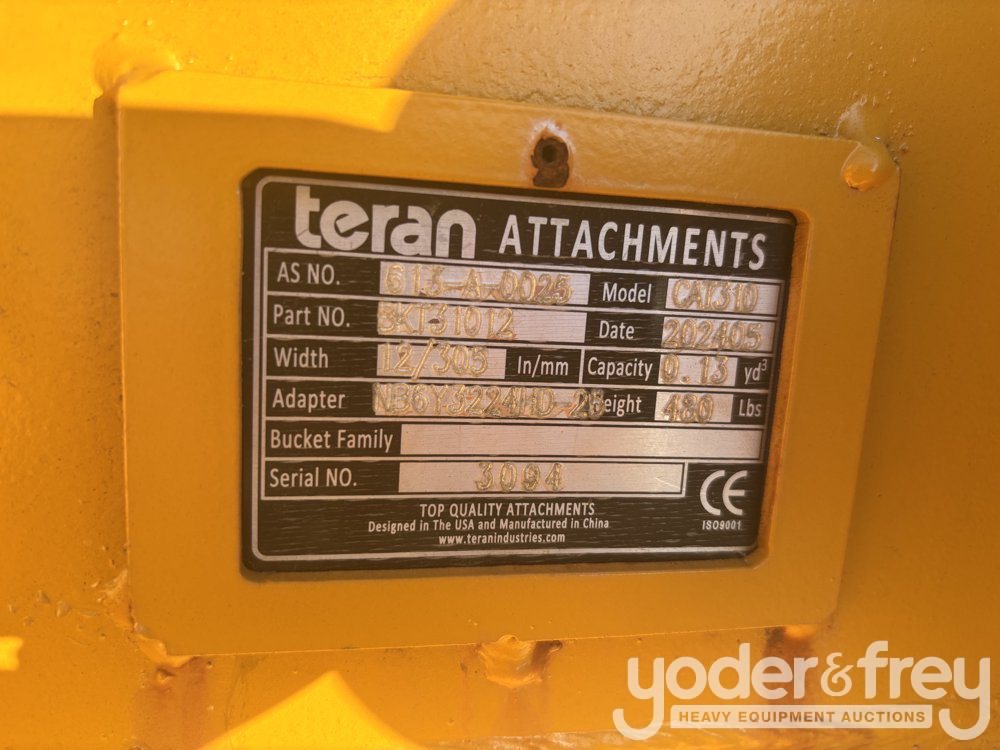 teran ATTACHMENTS
AS NO. 613-A-0025 Model CAT310
Part NO. BKT31012 Date 202405
Width 12/305 In/mm Capacity 0.13 yd³
Adapter Weight 480 Lbs
Bucket Family
Serial NO. 3094
CE
ISO9001
TOP QUALITY ATTACHMENTS
Designed in The USA and Manufactured in China
www.teranindustries.com
yoder&frey
HEAVY EQUIPMENT AUCTIONS